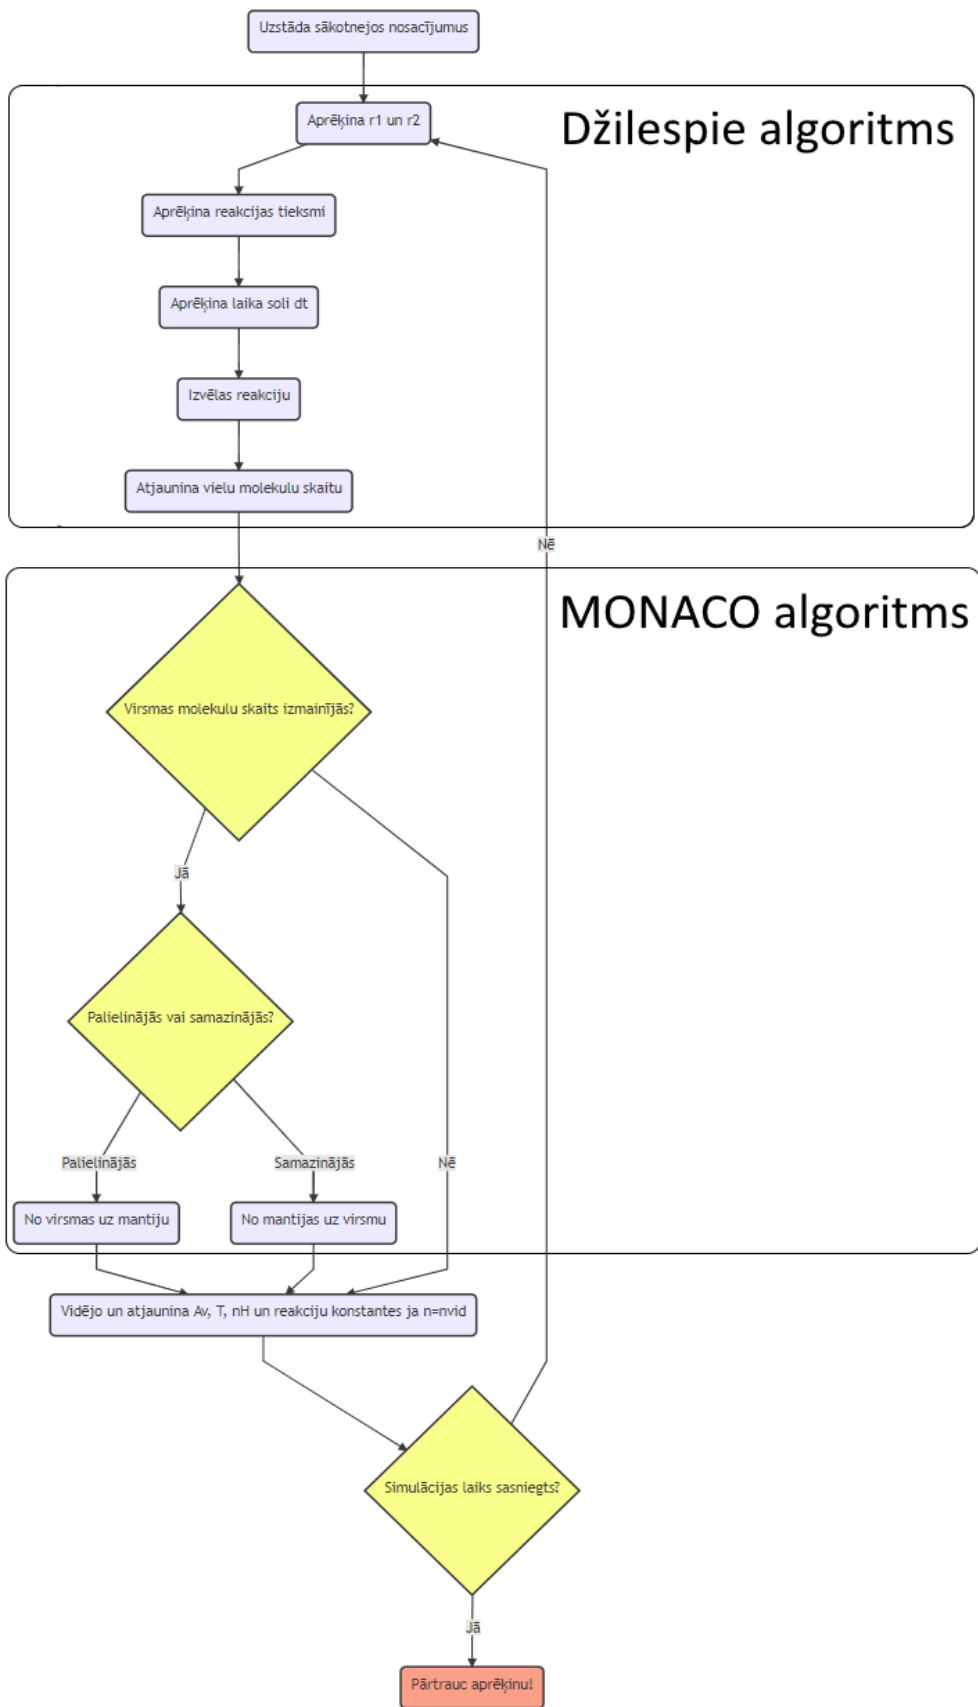 Uzstāda sākotnejos nosacījumus
Džilespie algoritms
Aprēķina r1 un r2
Aprēķina reakcijas tieksmi
Aprēķina laika soli dt
Izvēlas reakciju
Atjaunina vielu molekulu skaitu
Nē
MONACO algoritms
Virsmas molekulu skaits izmainījās?
Jā
Palielinājās vai samazinājās?
Palielinājās
Samazinājās
Nē
No virsmas uz mantiju
No mantijas uz virsmu
Vidējo un atjaunina Av, T, nH un reakciju konstantes ja n=nvid
Simulācijas laiks sasniegts?
Jā
Pārtrauc aprēķinu!